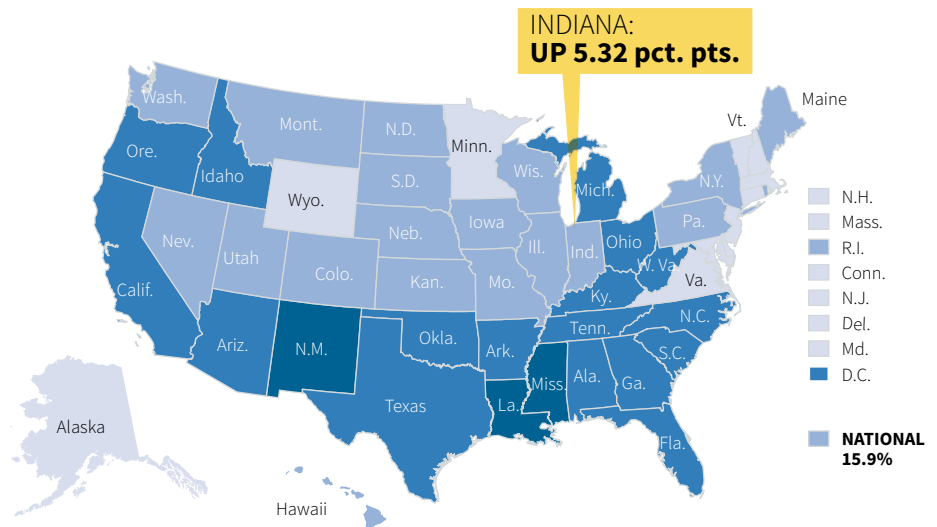 INDIANA:
UP 5.32 pct. pts.
Wash.
Mont.
N.D.
Minn.
Vt.
Maine
Ore.
Idaho
Wyo.
S.D.
Wis.
Mich.
N.Y.
Nev.
Utah
Colo.
Neb.
Iowa
Ill.
Ind.
Ohio
Pa.
Calif.
Kan.
Mo.
W. Va.
Va.
Ky.
Ariz.
N.M.
Okla.
Ark.
Tenn.
N.C.
S.C.
Texas
La.
Miss.
Ala.
Ga.
Fla.
Alaska
Hawaii
N.H.
Mass.
R.I.
Conn.
N.J.
Del.
Md.
D.C.
NATIONAL
15.9%